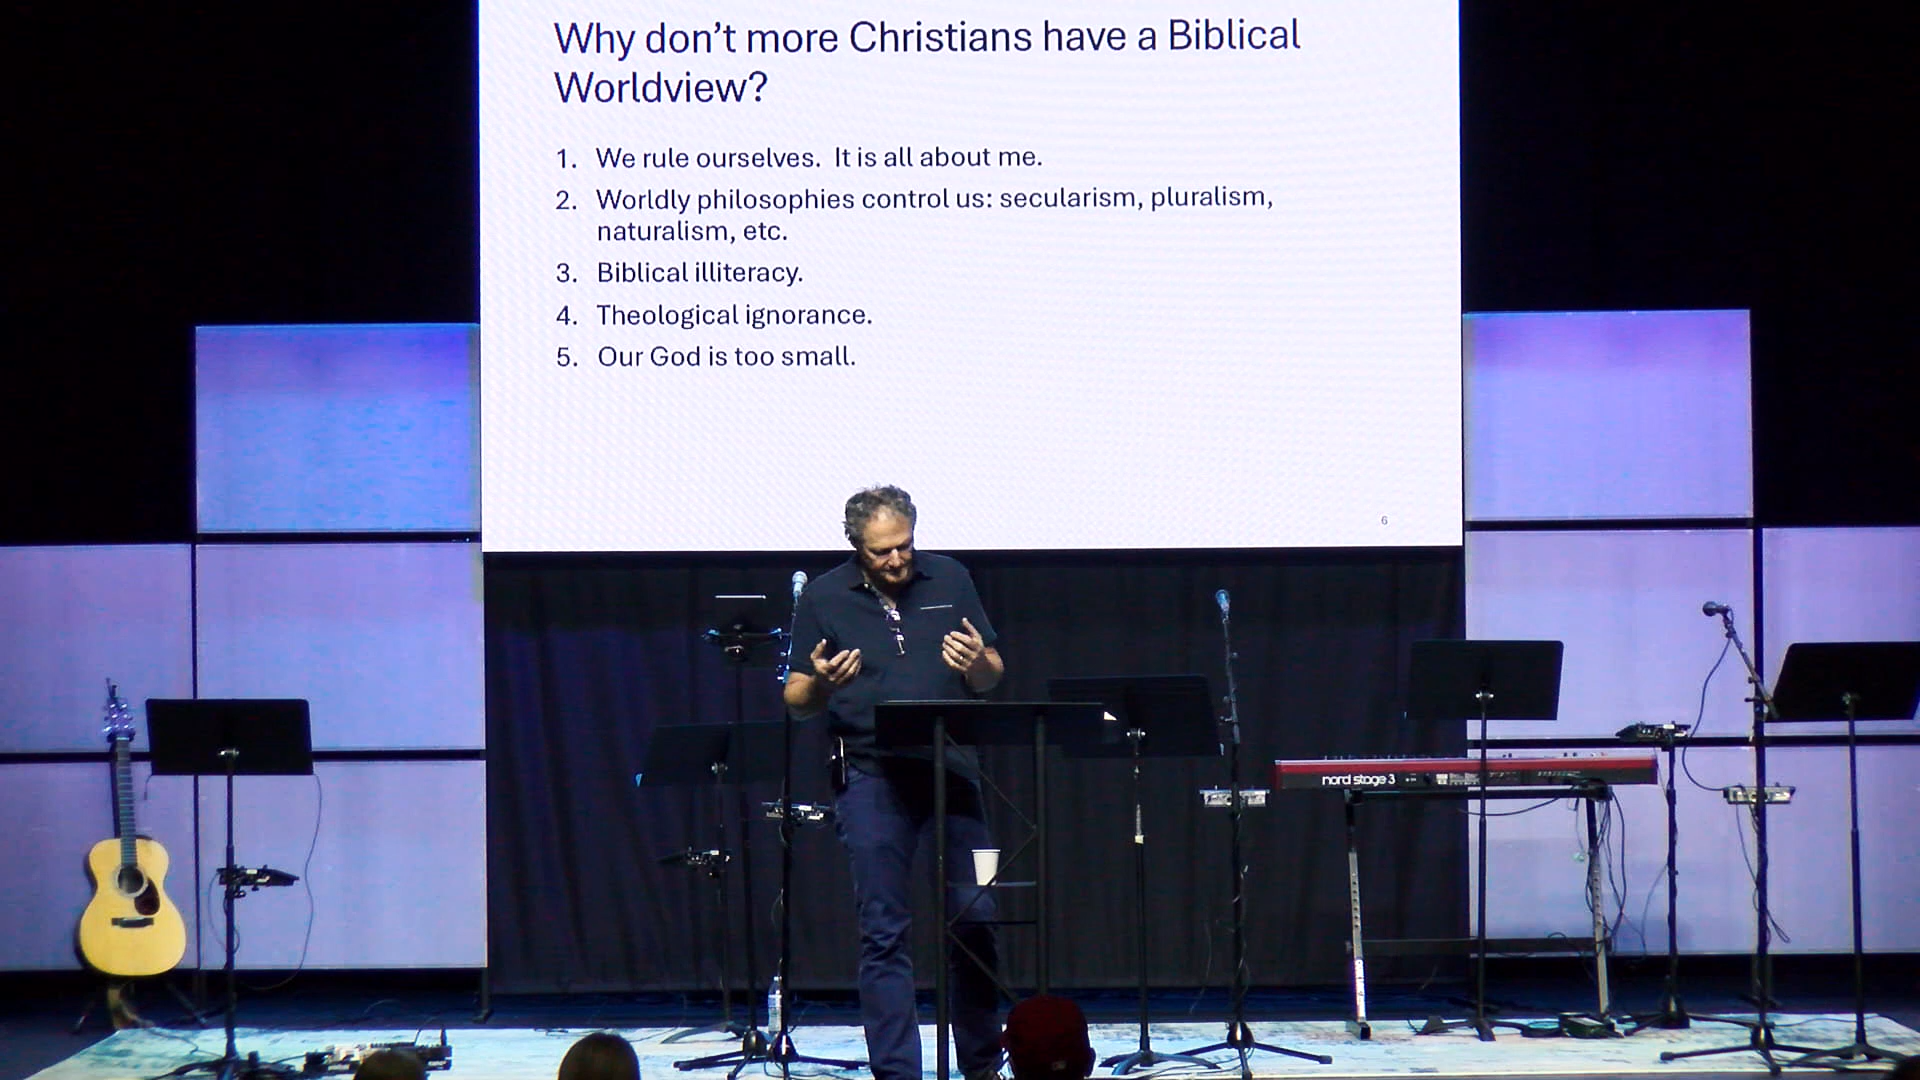 Why don't more Christians have a Biblical
Worldview?
1. We rule ourselves. It is all about me.
2. Worldly philosophies control us: secularism, pluralism,
naturalism, etc.
3. Biblical illiteracy.
4. Theological ignorance.
5. Our God is too small.
6
nord stage 3